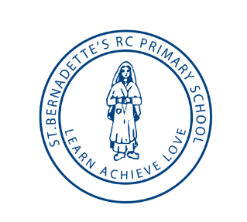 ST. BERNADETTE'S RC PRIMARY SCHOOL
LEARN ACHIEVE LOVE